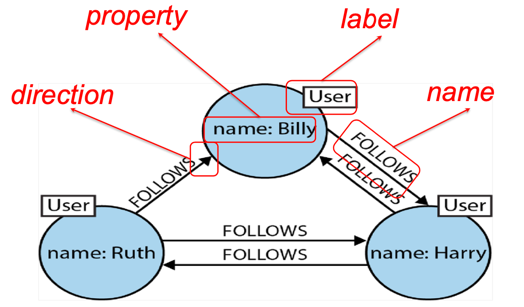 property
label
direction
name
User
name: Billy
FOLLOWS
FOLLOWS
FOLLOWS
User
User
name: Ruth
FOLLOWS
FOLLOWS
name: Harry